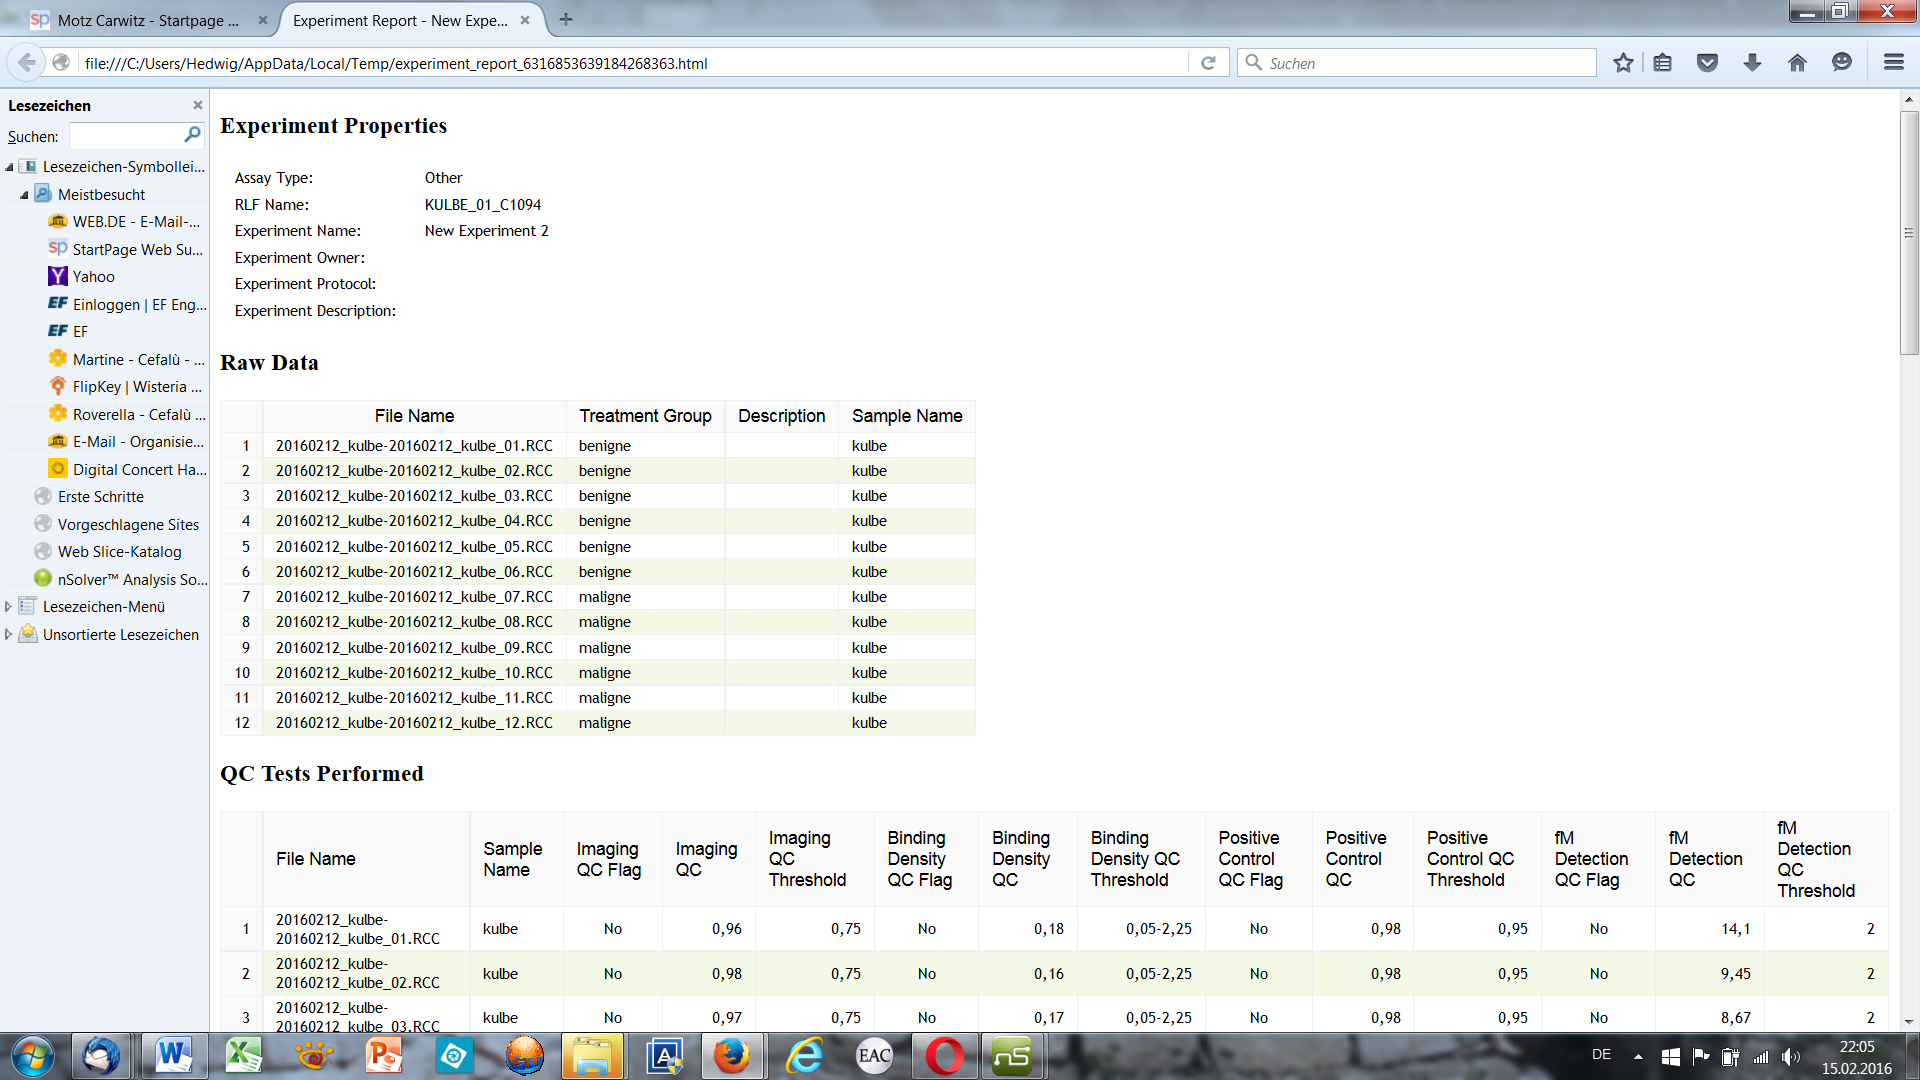 Motz Carwitz - Startpage ...
Experiment Report - New Expe...
file:///C:/Users/Hedwig/AppData/Local/Temp/experiment_report_6316853639184268363.html
Suchen
Lesezeichen
Suchen:
Lesezeichen-Symbollei...
Meistbesucht
WEB.DE - E-Mail-...
StartPage Web Su...
Yahoo
Einloggen | EF Eng...
EF
Martine - Cefalù - ...
FlipKey | Wisteria ...
Roverella - Cefalù ...
E-Mail - Organisie...
Digital Concert Ha...
Erste Schritte
Vorgeschlagene Sites
Web Slice-Katalog
nSolver™ Analysis So...
Lesezeichen-Menü
Unsortierte Lesezeichen
Experiment Properties
Assay Type: Other
RLF Name: KULBE_01_C1094
Experiment Name: New Experiment 2
Experiment Owner:
Experiment Protocol:
Experiment Description:
Raw Data
File Name Treatment Group Description Sample Name
1 20160212_kulbe-20160212_kulbe_01.RCC benigne kulbe
2 20160212_kulbe-20160212_kulbe_02.RCC benigne kulbe
3 20160212_kulbe-20160212_kulbe_03.RCC benigne kulbe
4 20160212_kulbe-20160212_kulbe_04.RCC benigne kulbe
5 20160212_kulbe-20160212_kulbe_05.RCC benigne kulbe
6 20160212_kulbe-20160212_kulbe_06.RCC benigne kulbe
7 20160212_kulbe-20160212_kulbe_07.RCC maligne kulbe
8 20160212_kulbe-20160212_kulbe_08.RCC maligne kulbe
9 20160212_kulbe-20160212_kulbe_09.RCC maligne kulbe
10 20160212_kulbe-20160212_kulbe_10.RCC maligne kulbe
11 20160212_kulbe-20160212_kulbe_11.RCC maligne kulbe
12 20160212_kulbe-20160212_kulbe_12.RCC maligne kulbe
QC Tests Performed
File Name
Sample
Name
Imaging
QC Flag
Imaging
QC
Imaging
QC
Threshold
Binding
Density
QC Flag
Binding
Density
QC
Binding
Density QC
Threshold
Positive
Control
QC Flag
Positive
Control
QC
Positive
Control QC
Threshold
fM
Detection
QC Flag
fM
Detection
QC
fM
Detection
QC
Threshold
1 20160212_kulbe-
20160212_kulbe_01.RCC kulbe No 0,96 0,75 No 0,18 0,05-2,25 No 0,98 0,95 No 14,1 2
2 20160212_kulbe-
20160212_kulbe_02.RCC kulbe No 0,98 0,75 No 0,16 0,05-2,25 No 0,98 0,95 No 9,45 2
3 20160212_kulbe-
20160212_kulbe_03.RCC kulbe No 0,97 0,75 No 0,17 0,05-2,25 No 0,98 0,95 No 8,67 2
EAC
DE
22:05
15.02.2016